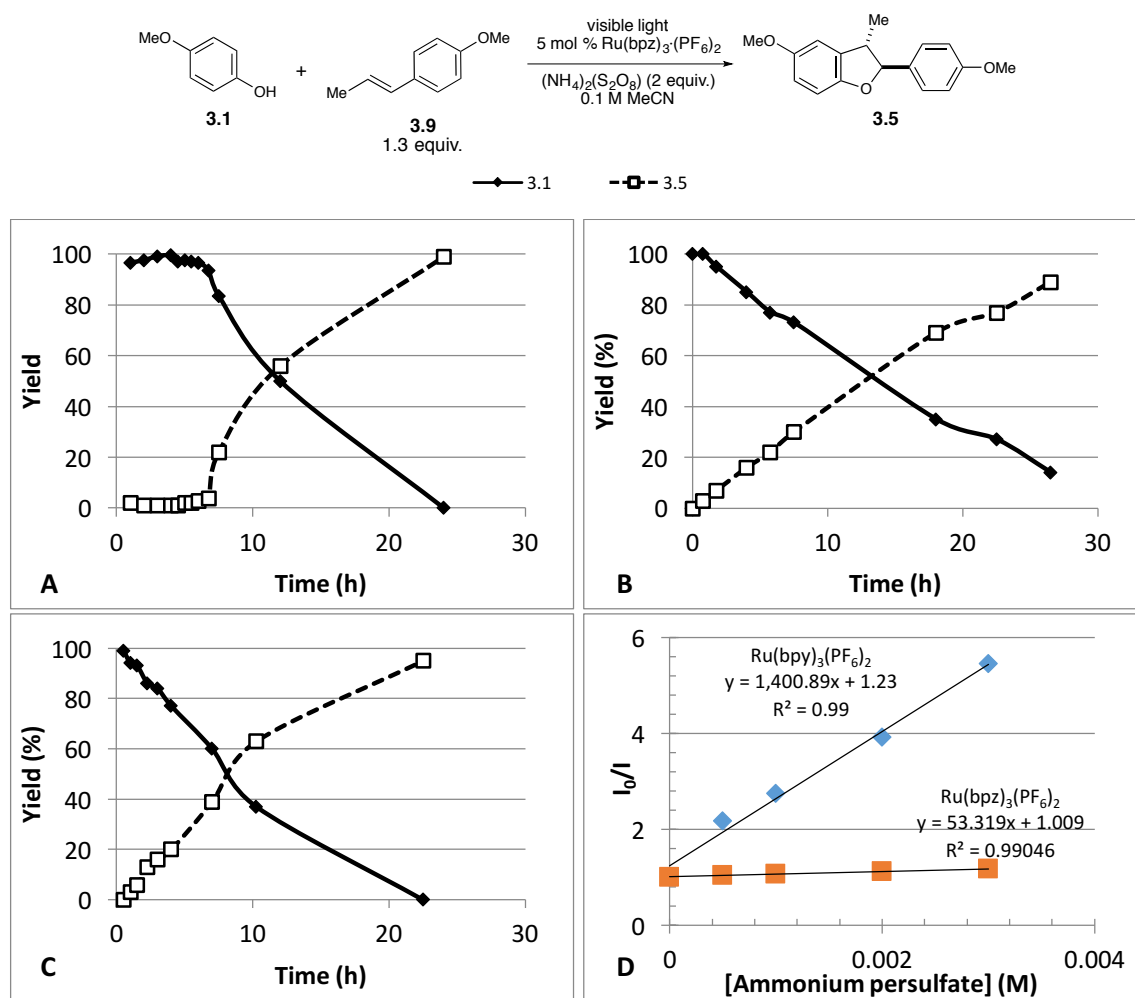 MeO
OH
3.1
+
Me
OMe
3.9
1.3 equiv.
visible light
5 mol % Ru(bpz)3·(PF6)2
(NH4)2(S2O8) (2 equiv.)
0.1 M MeCN
Me
MeO
O
OMe
3.5
3.1
3.5
Yield
100
80
60
40
20
0
0
10
20
30
A
Time (h)
Yield (%)
100
80
60
40
20
0
0
10
20
30
B
Time (h)
Yield (%)
100
80
60
40
20
0
0
10
20
30
C
Time (h)
I0/I
6
4
2
0
Ru(bpy)3(PF6)2
y = 1,400.89x + 1.23
R² = 0.99
Ru(bpz)3(PF6)2
y = 53.319x + 1.009
R² = 0.99046
0
0.002
0.004
D
[Ammonium persulfate] (M)